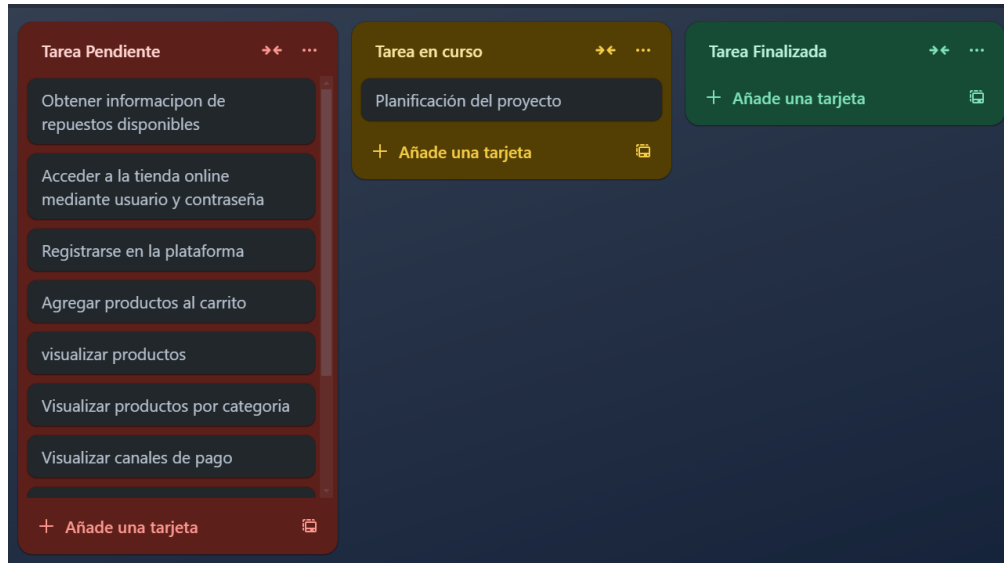 Tarea Pendiente
Obtener informacipon de
repuestos disponibles
Acceder a la tienda online
mediante usuario y contraseña
Registrarse en la plataforma
Agregar productos al carrito
visualizar productos
Visualizar productos por categoria
Visualizar canales de pago
+ Añade una tarjeta
Tarea en curso
Planificación del proyecto
+ Añade una tarjeta
Tarea Finalizada
+ Añade una tarjeta